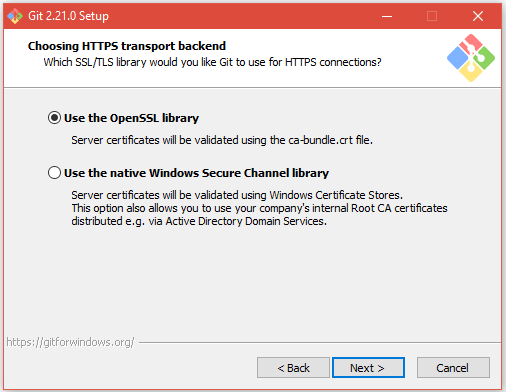 Git 2.21.0 Setup
Choosing HTTPS transport backend
Which SSL/TLS library would you like Git to use for HTTPS connections?
Use the OpenSSL library
Server certificates will be validated using the ca-bundle.crt file.
Use the native Windows Secure Channel library
Server certificates will be validated using Windows Certificate Stores.
This option also allows you to use your company's internal Root CA certificates
distributed e.g. via Active Directory Domain Services.
https://gitforwindows.org/
< Back
Next >
Cancel